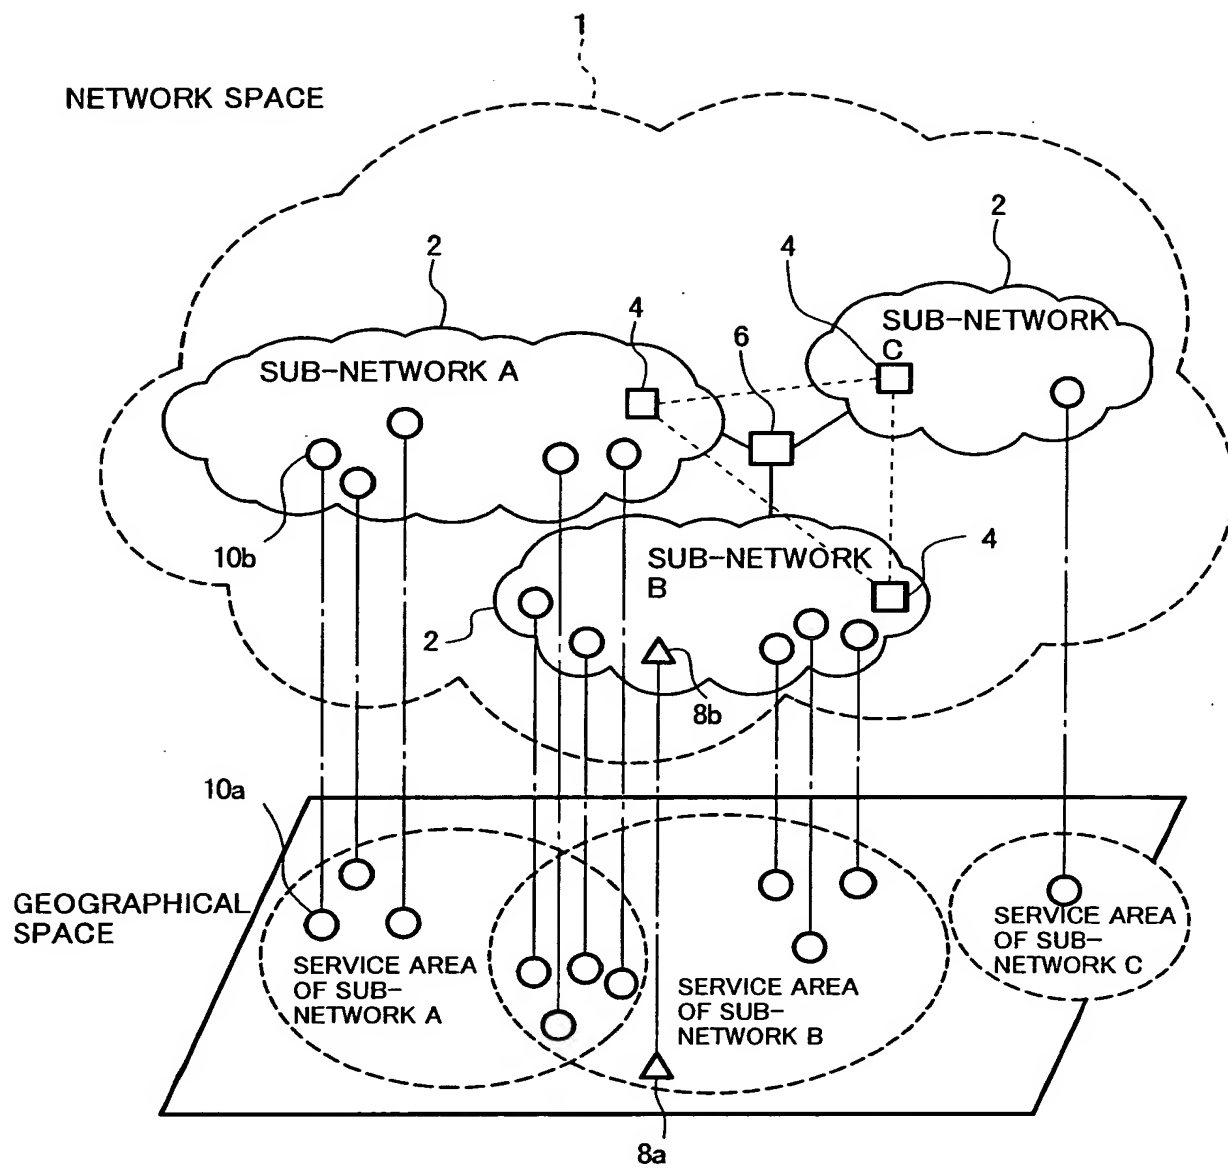 1
NETWORK SPACE
2
2
4
4
SUB-NETWORK
C
6
SUB-NETWORK A
10b
SUB-NETWORK
B
4
2
8b
10a
GEOGRAPHICAL
SPACE
SERVICE AREA
OF SUB-
NETWORK A
SERVICE AREA
OF SUB-
NETWORK B
SERVICE AREA
OF SUB-
NETWORK C
8a